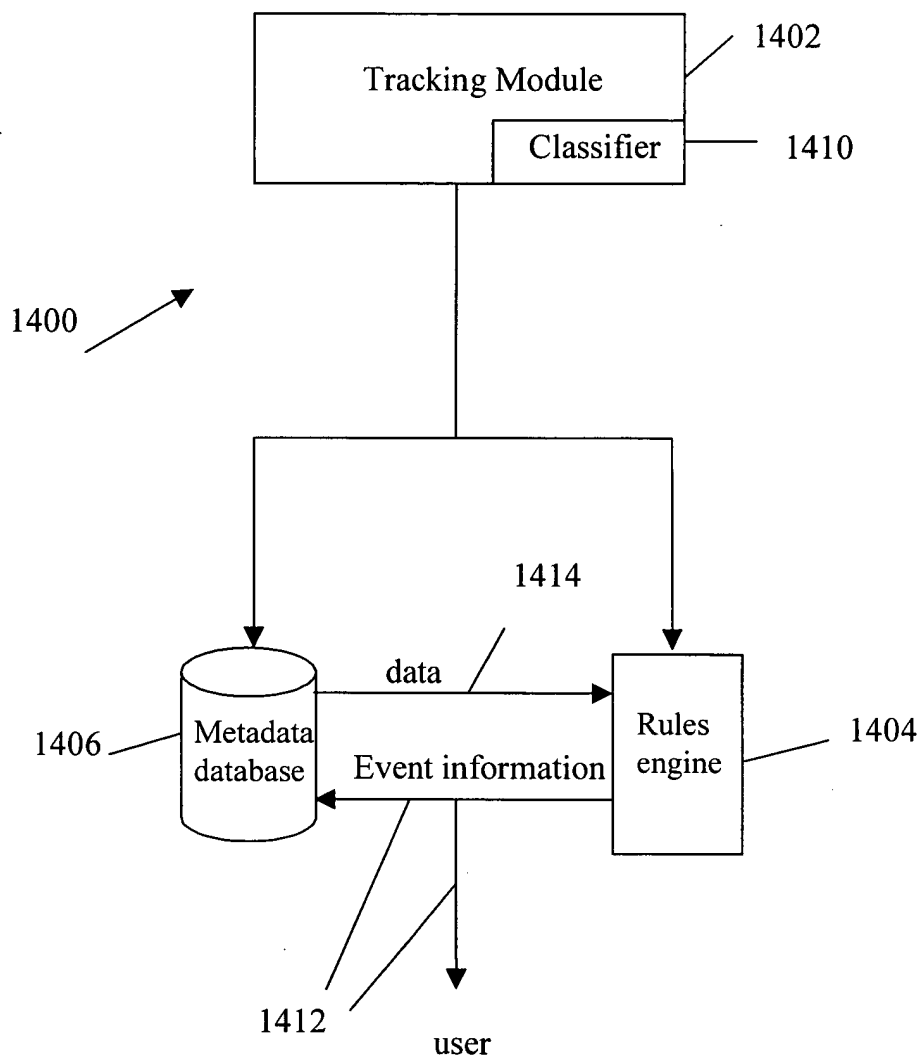 1402
Tracking Module
Classifier
1410
1400
1414
data
1406
Metadata
database
Rules
engine
1404
Event information
1412
user